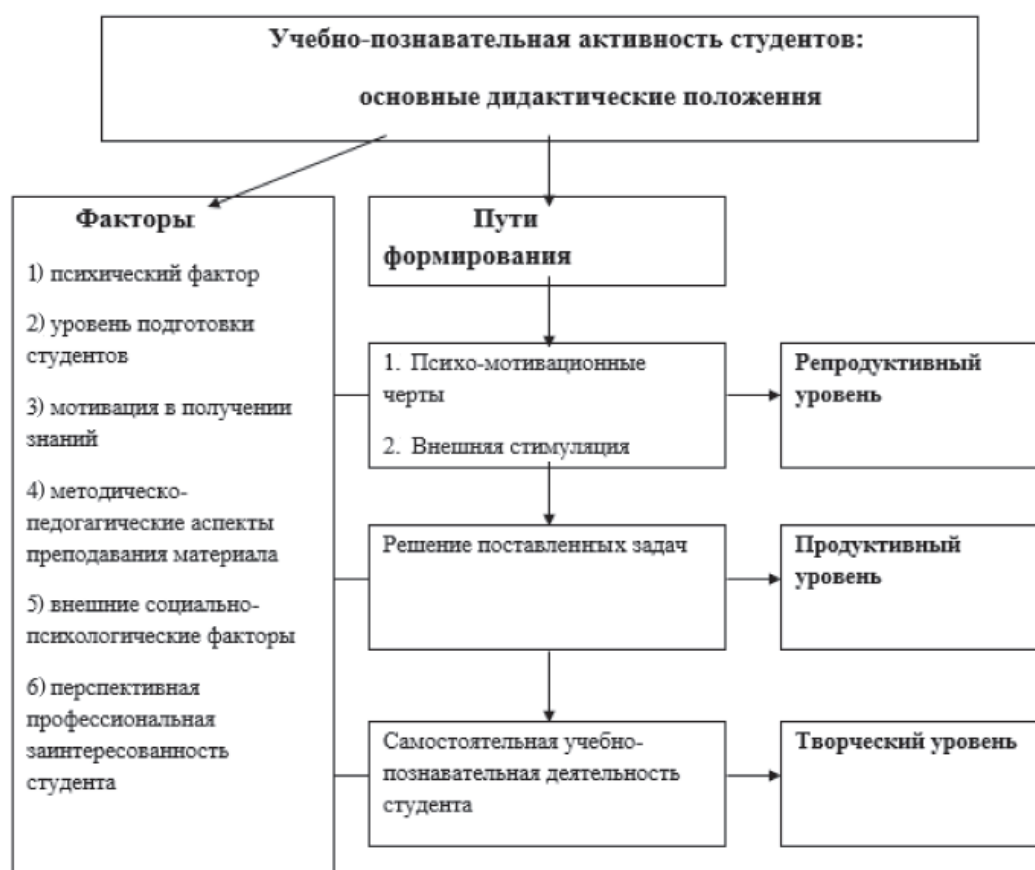 Учебно-познавательная активность студентов:
основные дидактические положення
Факторы
1) психический фактор
2) уровень подготовки
студентов
3) мотивация в получении
знаний
4) методическо-
педогагические аспекты
преподавания материала
5) внешние социально-
психологические факторы
6) перспективная
профессиональная
заинтересованность
студента
Пути
формирования
1. Психо-мотивационные
черты
2. Внешняя стимуляция
Репродуктивный
уровень
Решение поставленных задач
Продуктивный
уровень
Самостоятельная учебно-
познавательная деятельность
студента
Творческий уровень